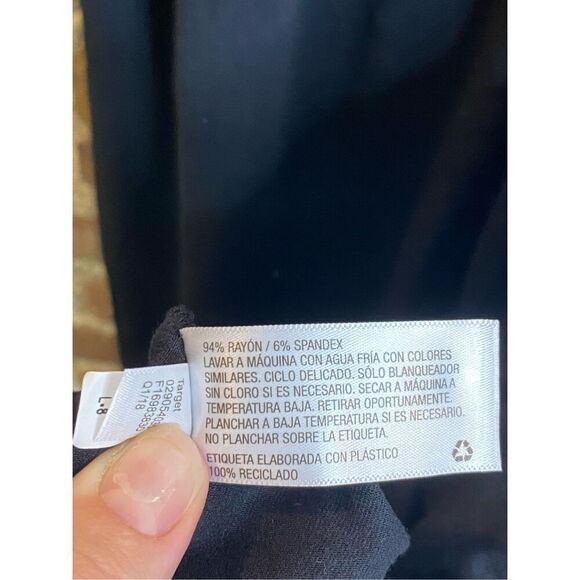 94% RAYÓN / 6% SPANDEX
LAVAR A MÁQUINA CON AGUA FRÍA CON COLORES
SIMILARES. CICLO DELICADO. SÓLO BLANQUEADOR
SIN CLORO SI ES NECESARIO. SECAR A MÁQUINA A
TEMPERATURA BAJA. RETIRAR OPORTUNAMENTE.
PLANCHAR A BAJA TEMPERATURA SI ES NECESARIO.
NO PLANCHAR SOBRE LA ETIQUETA.
ETIQUETA ELABORADA CON PLÁSTICO
100% RECICLADO
Target
Q1/18
L-8